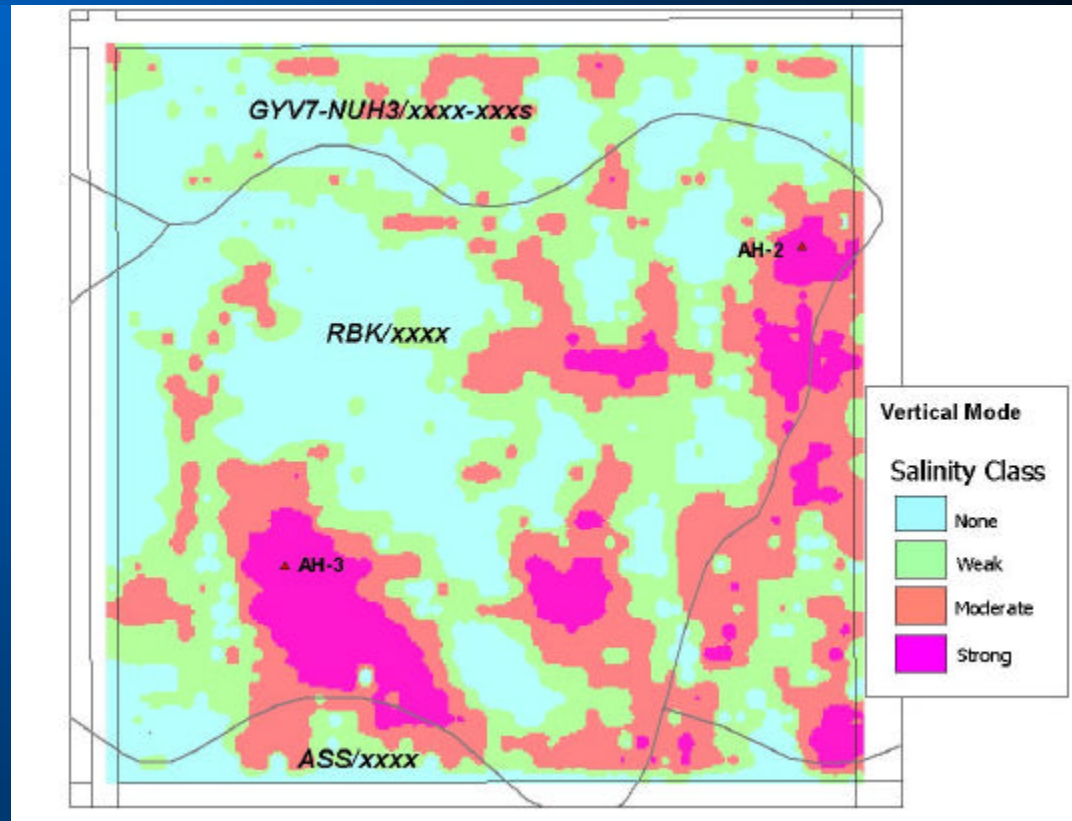 GYV7-NUH3/xxxx-xxxs
AH-2
RBK/xxxx
AH-3
ASS/xxxx
Vertical Mode
Salinity Class
None
Weak
Moderate
Strong